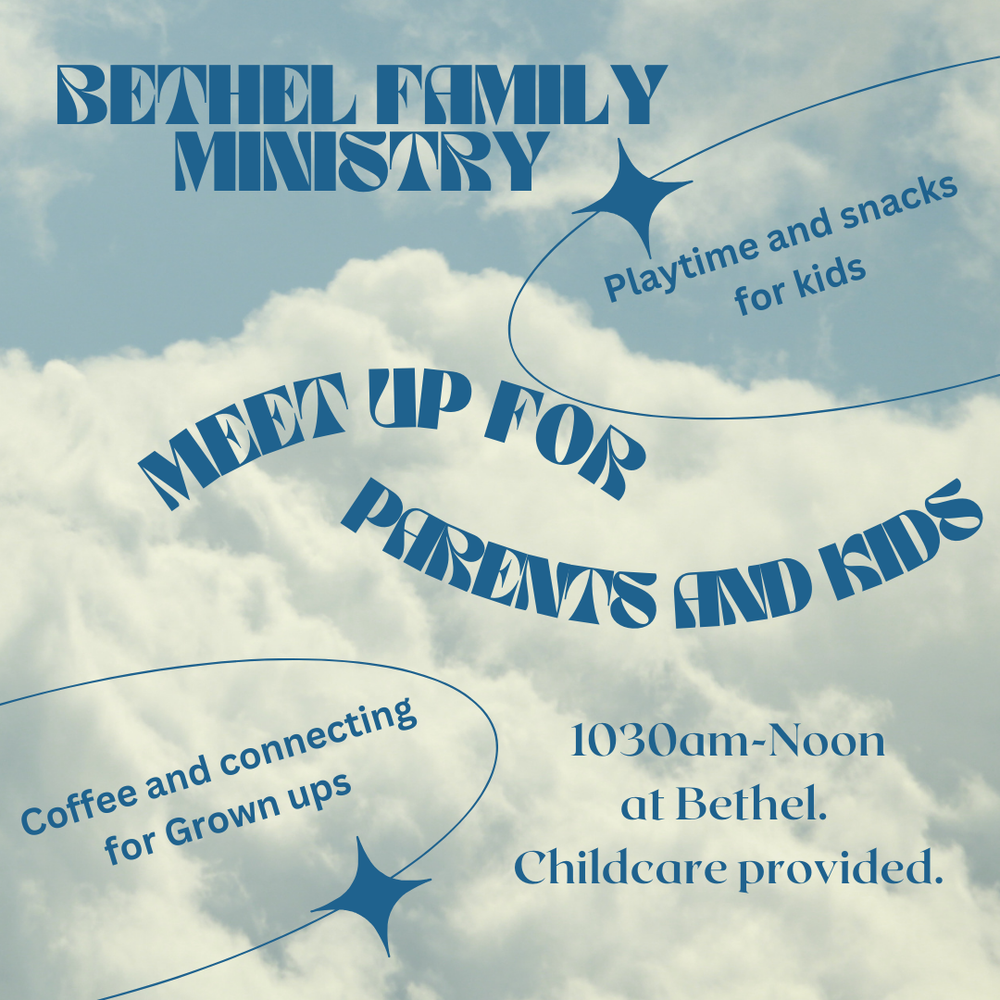 BETHEL FAMILY
MINISTRY
Playtime and snacks
for kids
MEET UP FOR
PARENTS AND KIDS
Coffee and connecting
for Grown ups
1030am-Noon
at Bethel.
Childcare provided.